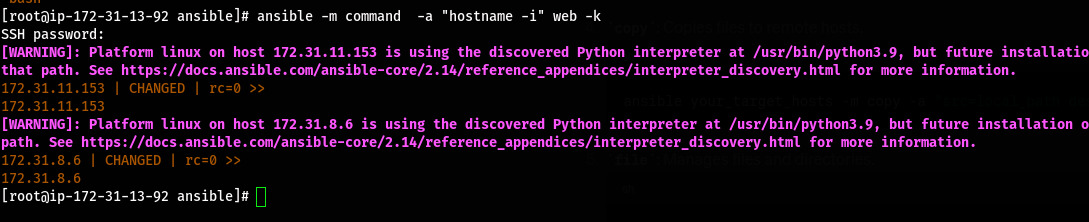 [root@ip-172-31-13-92 ansible]# ansible -m command  -a "hostname -i" web -k
SSH password:
[WARNING]: Platform linux on host 172.31.11.153 is using the discovered Python interpreter at /usr/bin/python3.9, but future installatio
that path. See https://docs.ansible.com/ansible-core/2.14/reference_appendices/interpreter_discovery.html for more information.
172.31.11.153 | CHANGED | rc=0 >>
172.31.11.153
[WARNING]: Platform linux on host 172.31.8.6 is using the discovered Python interpreter at /usr/bin/python3.9, but future installation o
path. See https://docs.ansible.com/ansible-core/2.14/reference_appendices/interpreter_discovery.html for more information.
172.31.8.6 | CHANGED | rc=0 >>
172.31.8.6
[root@ip-172-31-13-92 ansible]#